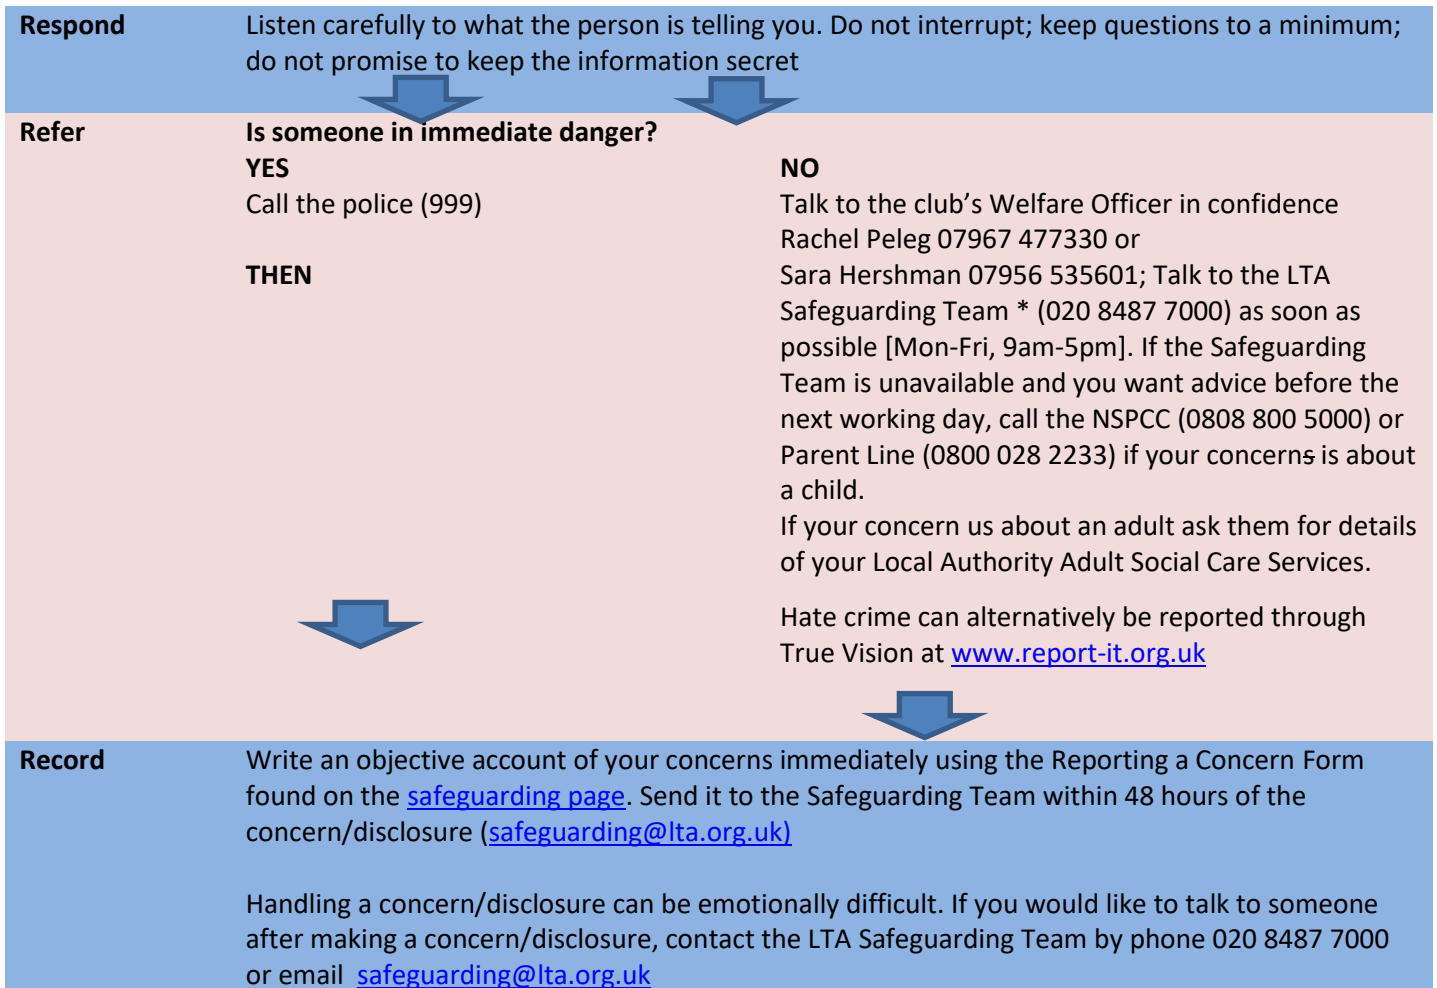 Respond
Listen carefully to what the person is telling you. Do not interrupt; keep questions to a minimum;
do not promise to keep the information secret
Refer
Is someone in immediate danger?
YES
Call the police (999)
THEN
NO
Talk to the club’s Welfare Officer in confidence
Rachel Peleg 07967 477330 or
Sara Hershman 07956 535601; Talk to the LTA
Safeguarding Team * (020 8487 7000) as soon as
possible [Mon-Fri, 9am-5pm]. If the Safeguarding
Team is unavailable and you want advice before the
next working day, call the NSPCC (0808 800 5000) or
Parent Line (0800 028 2233) if your concerns is about
a child.
If your concern us about an adult ask them for details
of your Local Authority Adult Social Care Services.
Hate crime can alternatively be reported through
True Vision at www.report-it.org.uk
Record
Write an objective account of your concerns immediately using the Reporting a Concern Form
found on the safeguarding page. Send it to the Safeguarding Team within 48 hours of the
concern/disclosure (safeguarding@lta.org.uk)
Handling a concern/disclosure can be emotionally difficult. If you would like to talk to someone
after making a concern/disclosure, contact the LTA Safeguarding Team by phone 020 8487 7000
or email safeguarding@lta.org.uk